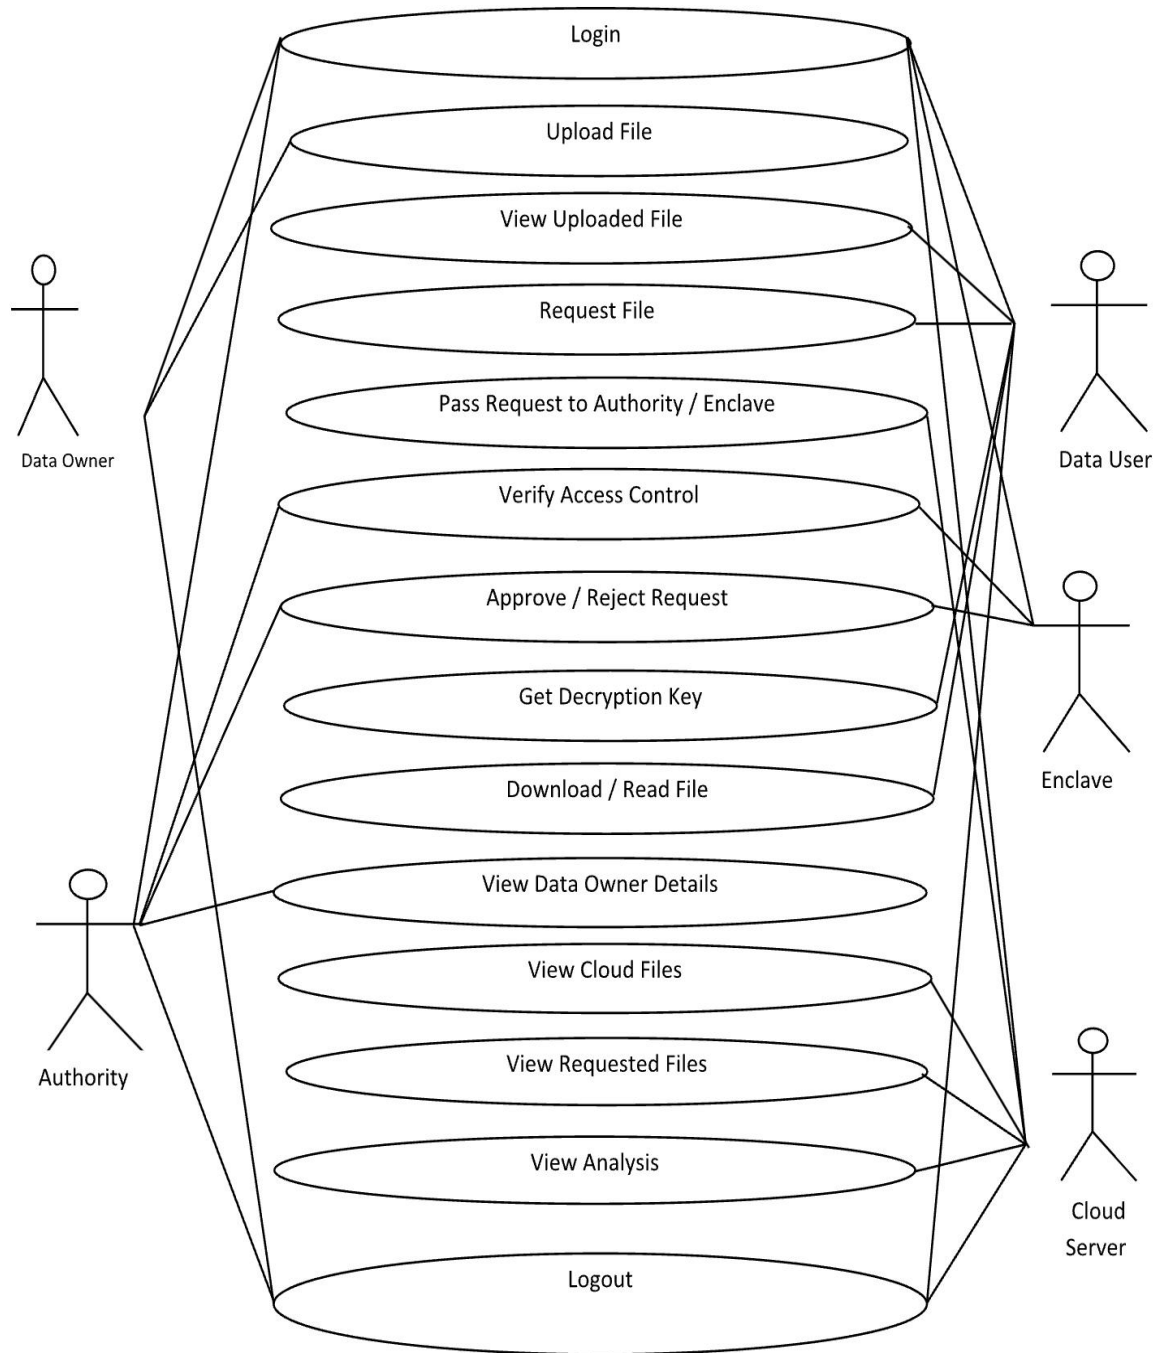 Login
Upload File
View Uploaded File
Request File
Pass Request to Authority / Enclave
Data Owner
Data User
Verify Access Control
Approve / Reject Request
Get Decryption Key
Enclave
Download / Read File
View Data Owner Details
View Cloud Files
View Requested Files
Authority
View Analysis
Cloud
Server
Logout